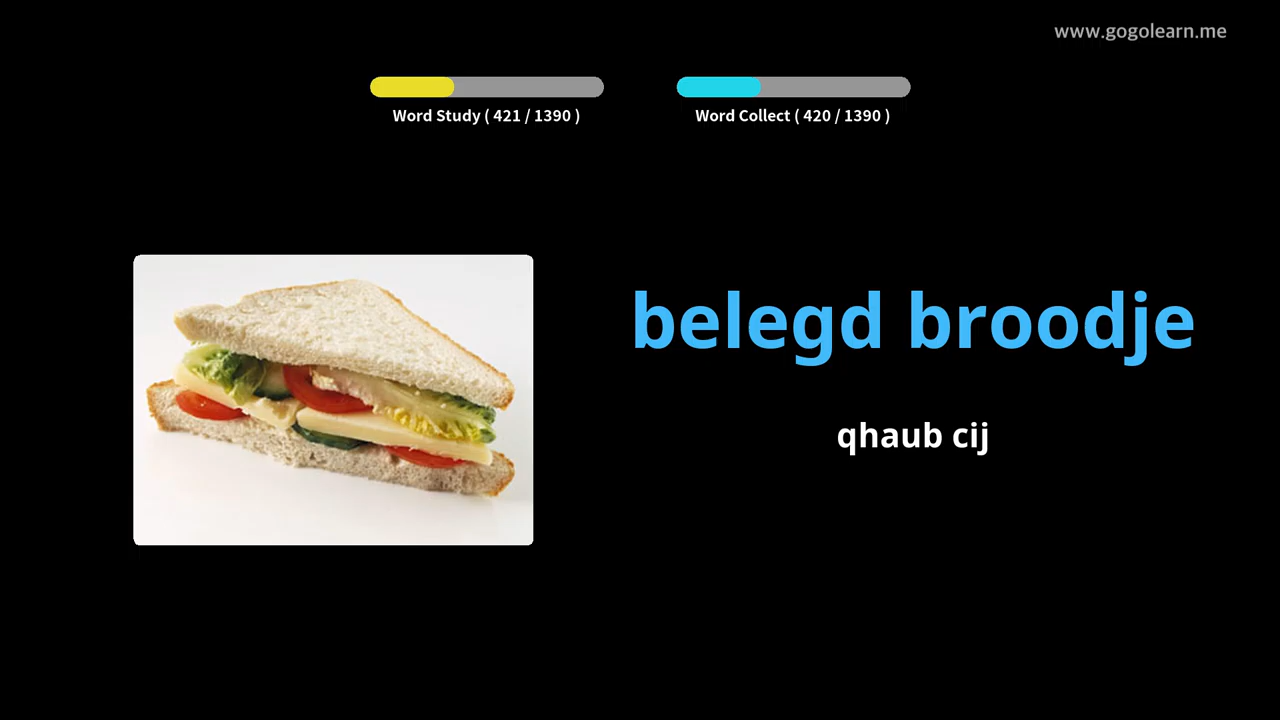 www.gogolearn.me
Word Study ( 421 / 1390 )
Word Collect ( 420 / 1390 )
belegd broodje
qhaub cij